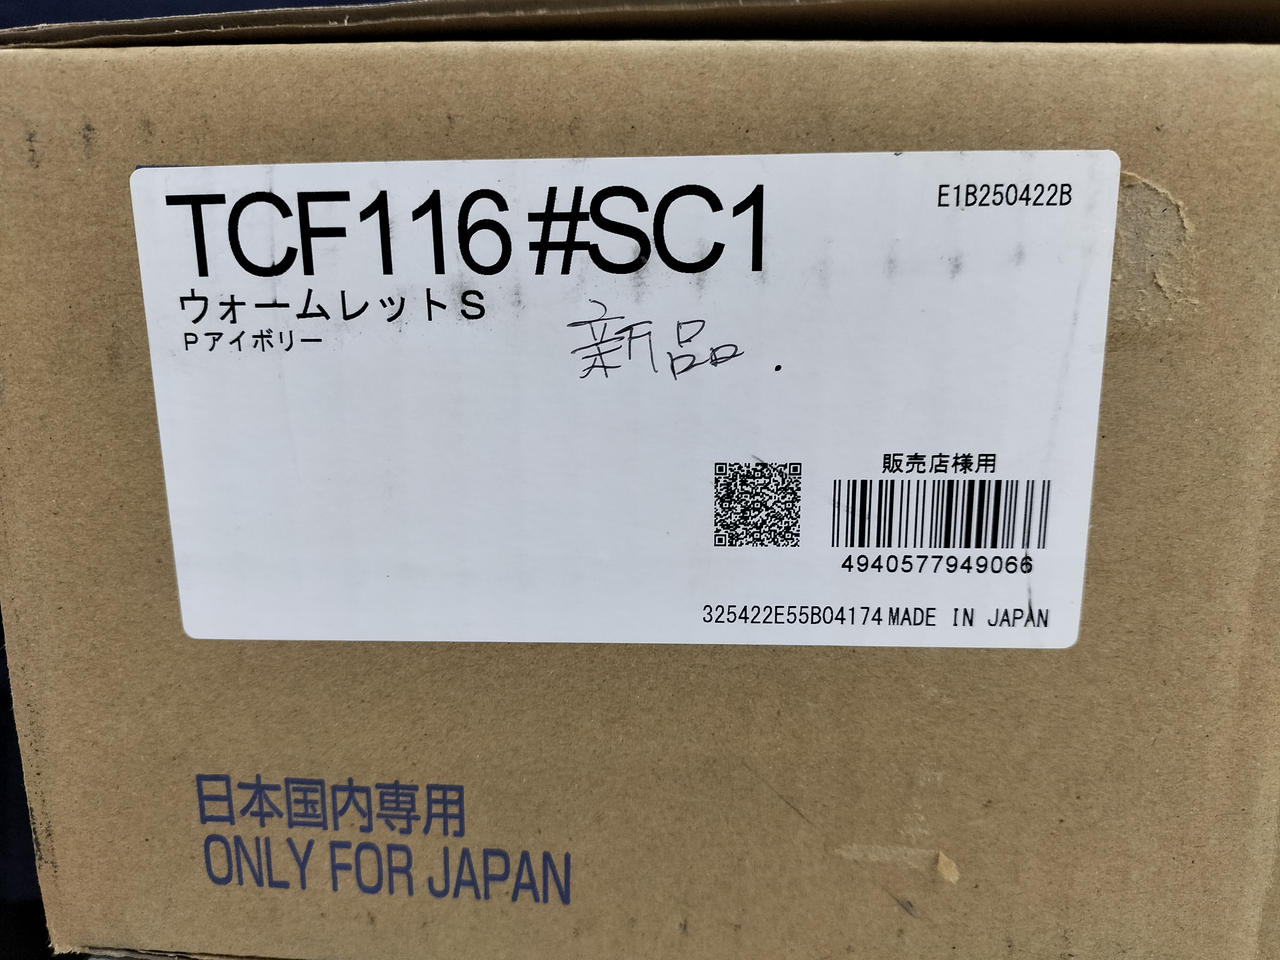 TCF116 #SC1
E1B250422B
ウォームレットS
Pアイボリー
新品.
販売店様用
4940577949066
325422E55B04174 MADE IN JAPAN
日本国内専用
ONLY FOR JAPAN